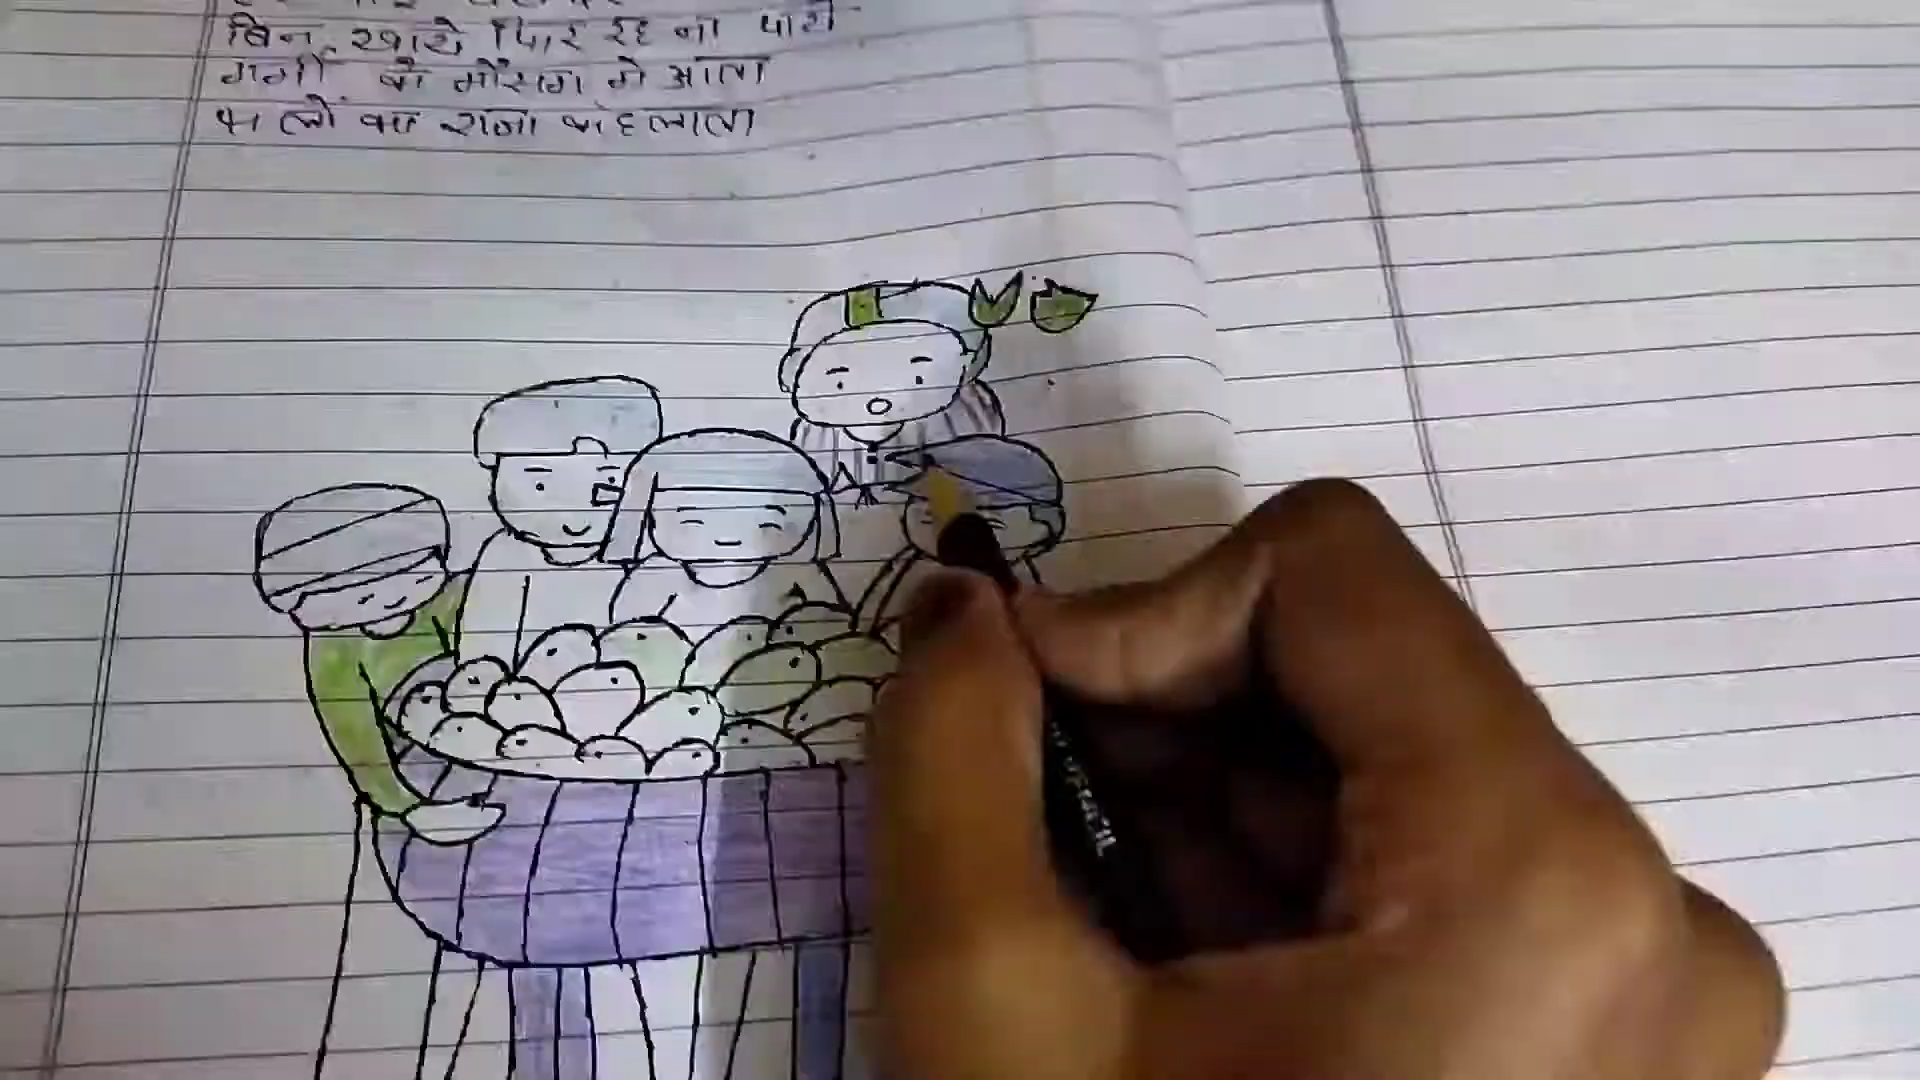 बिन खाये फिर रह ना पाये
गर्मी के मौसम मे आता
फलों का राजा कहलाता